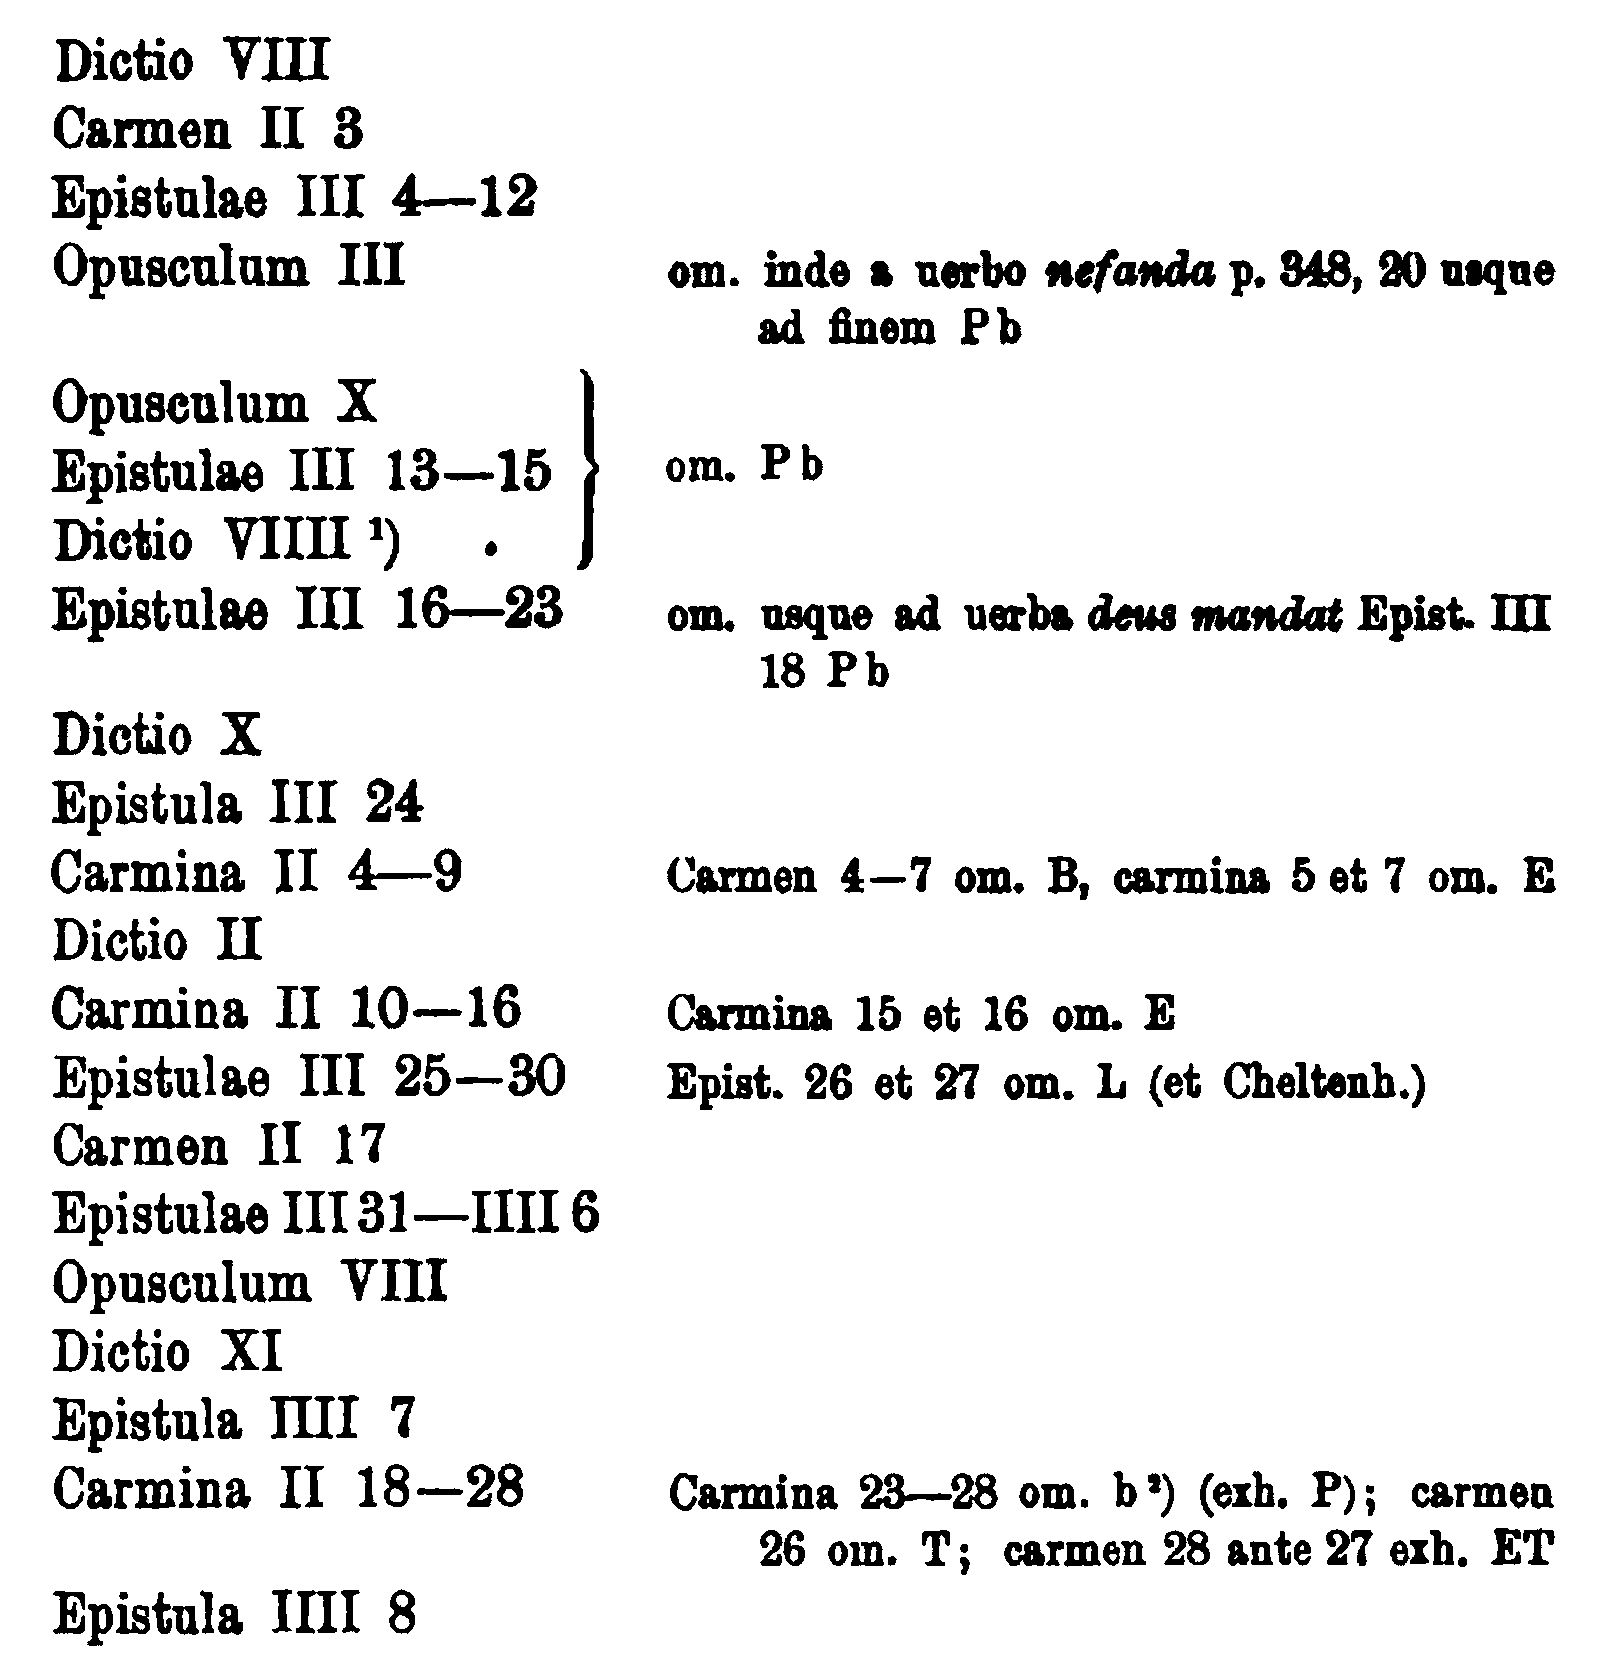 Dictio VIII
Carmen II 3
Epistulae III 4—12
Opusculum III om. inde a uerbo nefanda p. 348, 20 usque
ad finem P b
Opusculum X
Epistulae III 13—15 om. P b
Dictio VIIII ¹)
Epistulae III 16—23 om. usque ad uerba deus mandat Epist. III
18 P b
Dictio X
Epistula III 24
Carmina II 4—9 Carmen 4—7 om. B, carmina 5 et 7 om. E
Dictio II
Carmina II 10—16 Carmina 15 et 16 om. E
Epistulae III 25—30 Epist. 26 et 27 om. L (et Cheltenh.)
Carmen II 17
Epistulae III 31—IIII 6
Opusculum VIII
Dictio XI
Epistula IIII 7
Carmina II 18—28 Carmina 23—28 om. b ²) (exh. P); carmen
26 om. T; carmen 28 ante 27 exh. ET
Epistula IIII 8